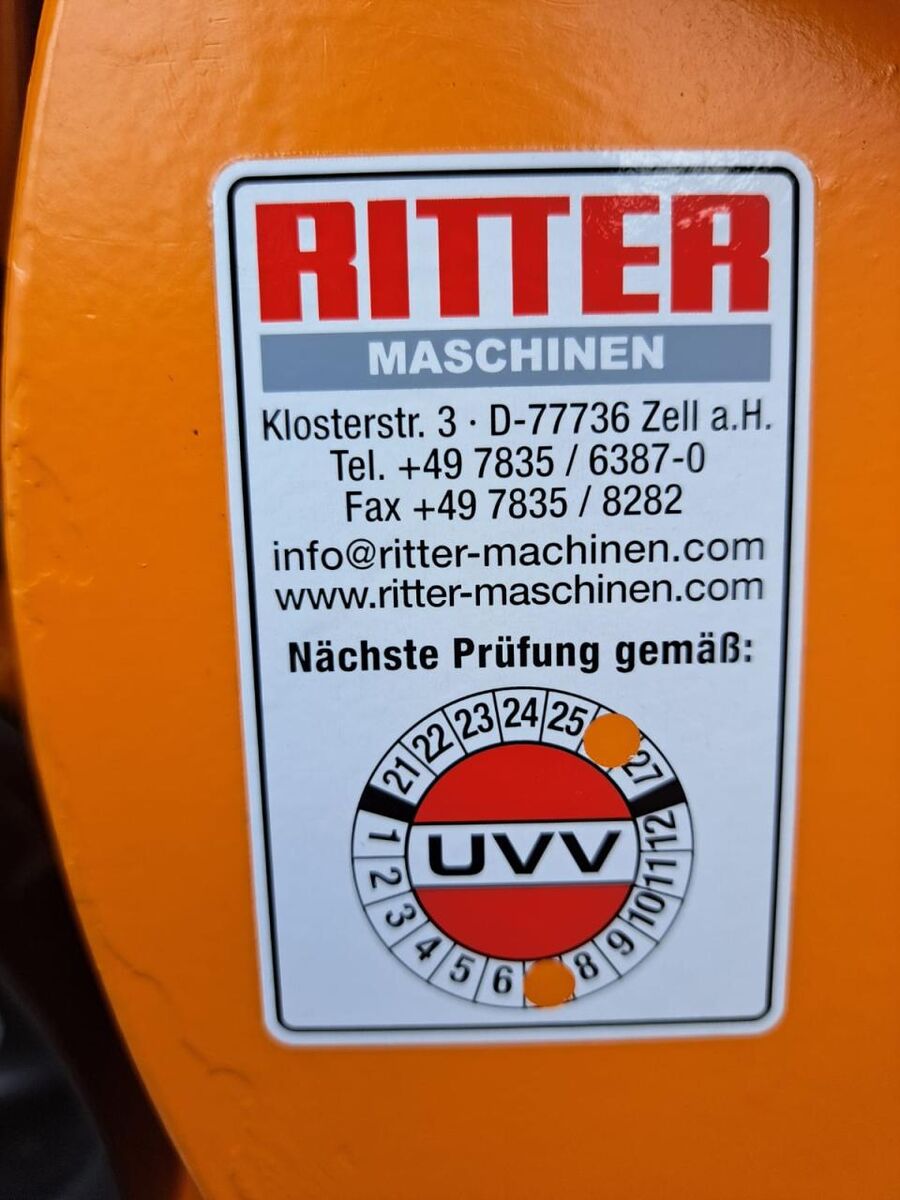 RITTER
MASCHINEN
Klosterstr. 3 · D-77736 Zell a.H.
Tel. +49 7835 / 6387-0
Fax +49 7835 / 8282
info@ritter-machinen.com
www.ritter-maschinen.com
Nächste Prüfung gemäß:
21 22 23 24 25 27
UVV
1 2 3 4 5 6 8 9 10 11 12